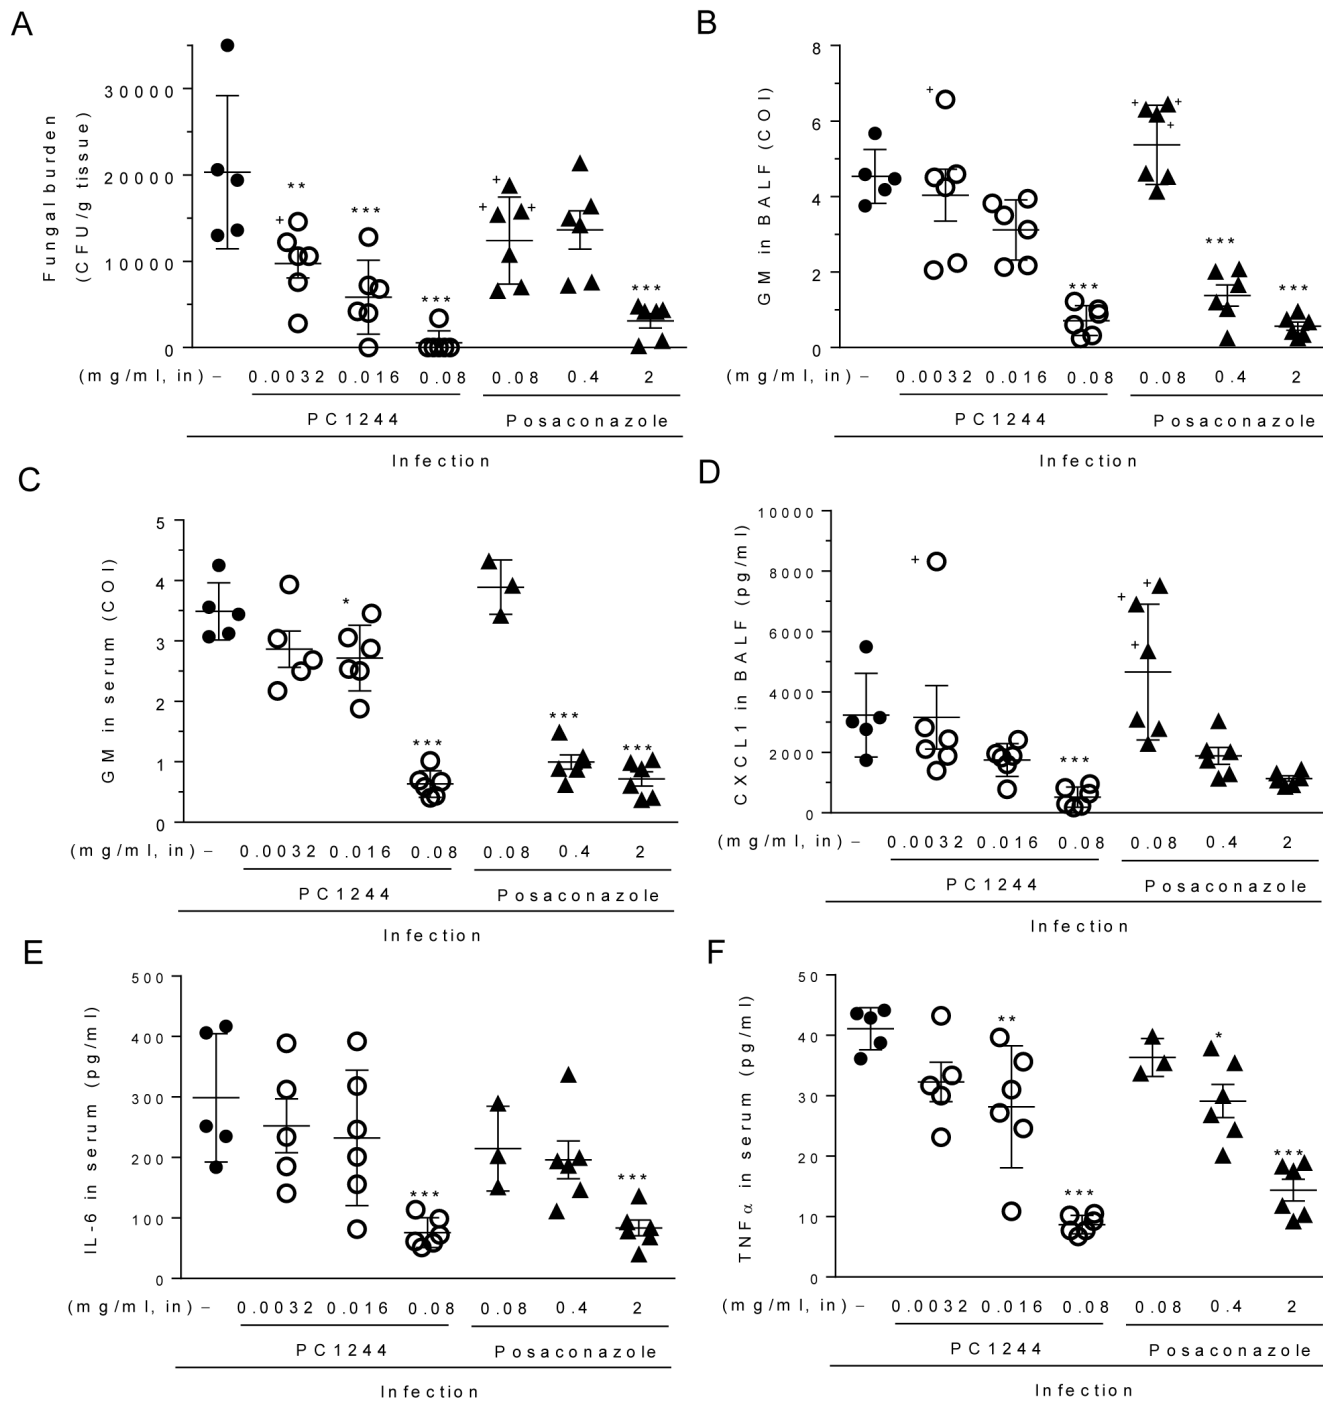 A
Fungal burden
(CFU/g tissue)
30000
20000
10000
0
+
**
***
***
+
+
+
***
(mg/ml, in) – 0.0032 0.016 0.08 0.08 0.4 2
PC1244 Posaconazole
Infection
B
GM in BALF (COI)
8
6
4
2
0
+
***
+
+
+
***
***
(mg/ml, in) – 0.0032 0.016 0.08 0.08 0.4 2
PC1244 Posaconazole
Infection
C
GM in serum (COI)
5
4
3
2
1
0
*
***
***
***
(mg/ml, in) – 0.0032 0.016 0.08 0.08 0.4 2
PC1244 Posaconazole
Infection
D
CXCL1 in BALF (pg/ml)
10000
8000
6000
4000
2000
0
+
***
+
+
+
(mg/ml, in) – 0.0032 0.016 0.08 0.08 0.4 2
PC1244 Posaconazole
Infection
E
IL-6 in serum (pg/ml)
500
400
300
200
100
0
***
***
(mg/ml, in) – 0.0032 0.016 0.08 0.08 0.4 2
PC1244 Posaconazole
Infection
F
TNFα in serum (pg/ml)
50
40
30
20
10
0
**
***
*
***
(mg/ml, in) – 0.0032 0.016 0.08 0.08 0.4 2
PC1244 Posaconazole
Infection